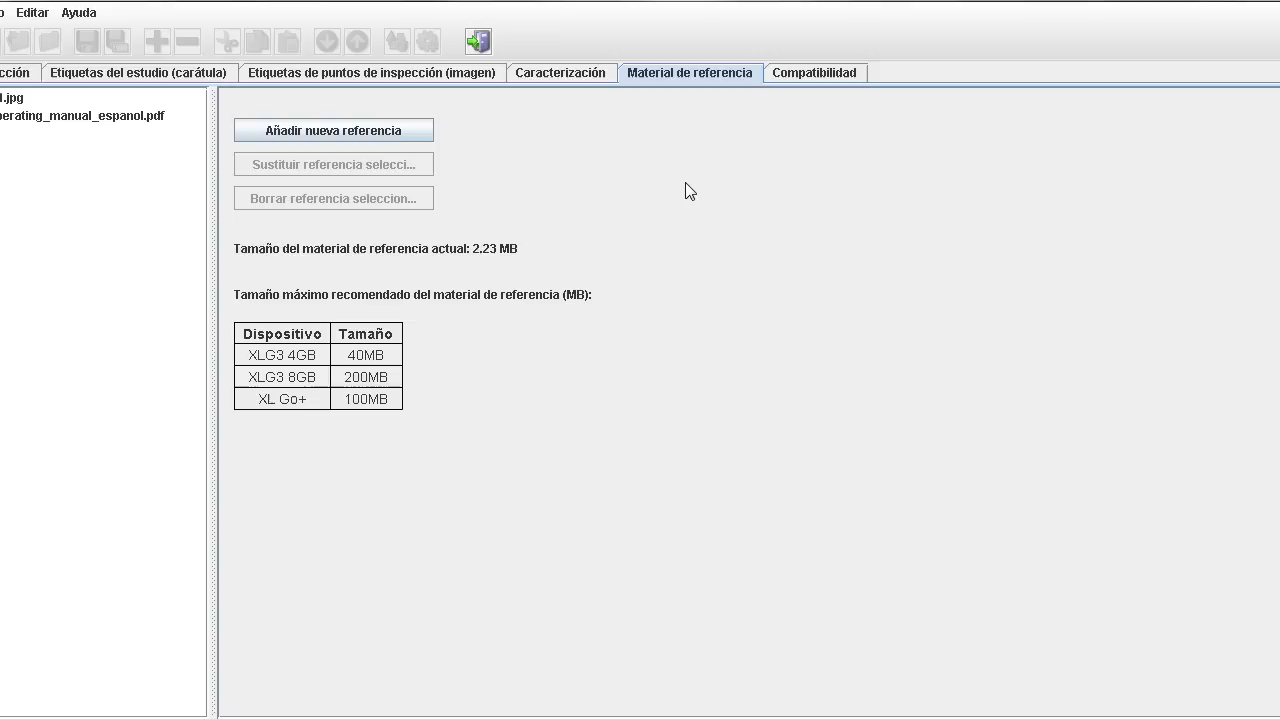 Editar Ayuda
Etiquetas del estudio (carátula) Etiquetas de puntos de inspección (imagen) Caracterización Material de referencia Compatibilidad
.jpg
perating_manual_espanol.pdf
Añadir nueva referencia
Sustituir referencia selecci...
Borrar referencia seleccion...
Tamaño del material de referencia actual: 2.23 MB
Tamaño máximo recomendado del material de referencia (MB):
Dispositivo Tamaño
XLG3 4GB 40MB
XLG3 8GB 200MB
XL Go+ 100MB